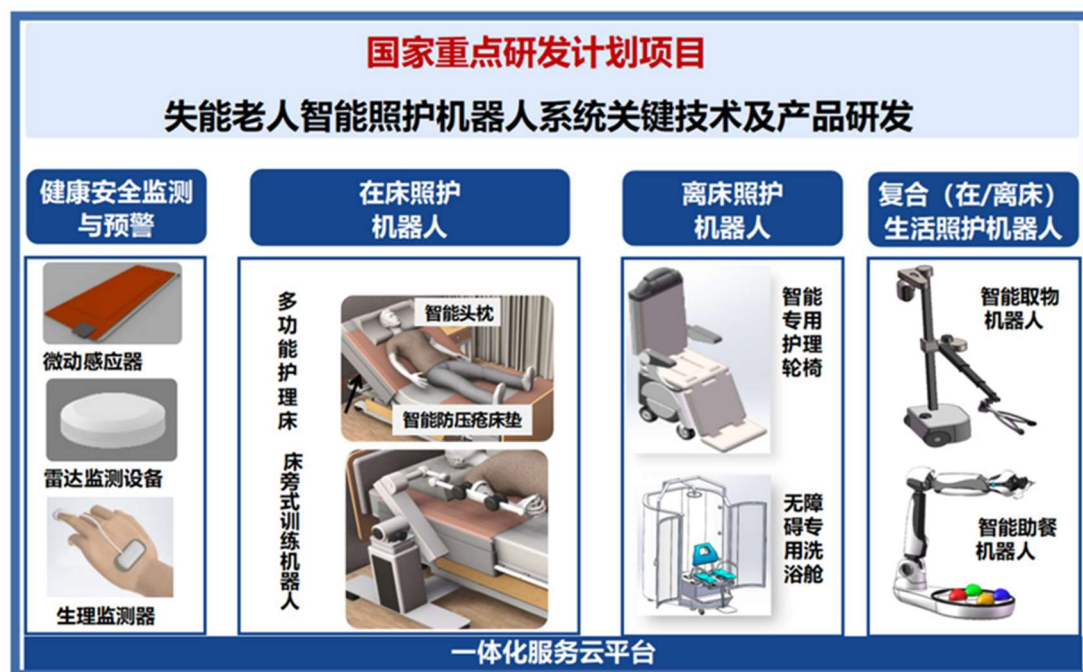 国家重点研发计划项目
失能老人智能照护机器人系统关键技术及产品研发
健康安全监测
与预警
微动感应器
雷达监测设备
生理监测器
在床照护
机器人
多功能护理床
智能头枕
智能防压疮床垫
床旁式训练机器人
离床照护
机器人
智能
专用
护理
轮椅
无障
碍专
用洗
浴舱
复合（在/离床）
生活照护机器人
智能取物
机器人
智能助餐
机器人
一体化服务云平台